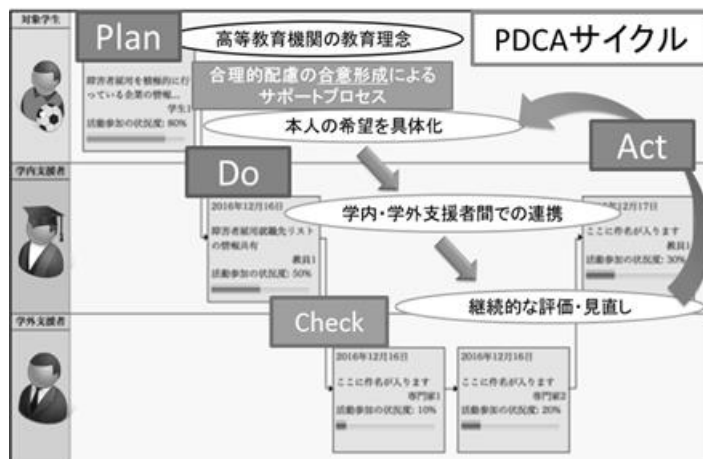 対象学生
Plan
高等教育機関の教育理念
PDCAサイクル
障害者雇用を積極的に行
っている企業の情報...
学生1
活動参加の状況度: 80%
合理的配慮の合意形成による
サポートプロセス
本人の希望を具体化
Act
学内支援者
Do
2016年12月16日
障害者雇用就職先リスト
の情報共有
教員1
活動参加の状況度: 50%
学内・学外支援者間での連携
12月17日
ここに件名が入ります
教員1
活動参加の状況度: 30%
継続的な評価・見直し
学外支援者
Check
2016年12月16日
ここに件名が入ります
専門家1
活動参加の状況度: 10%
2016年12月16日
ここに件名が入ります
専門家2
活動参加の状況度: 20%